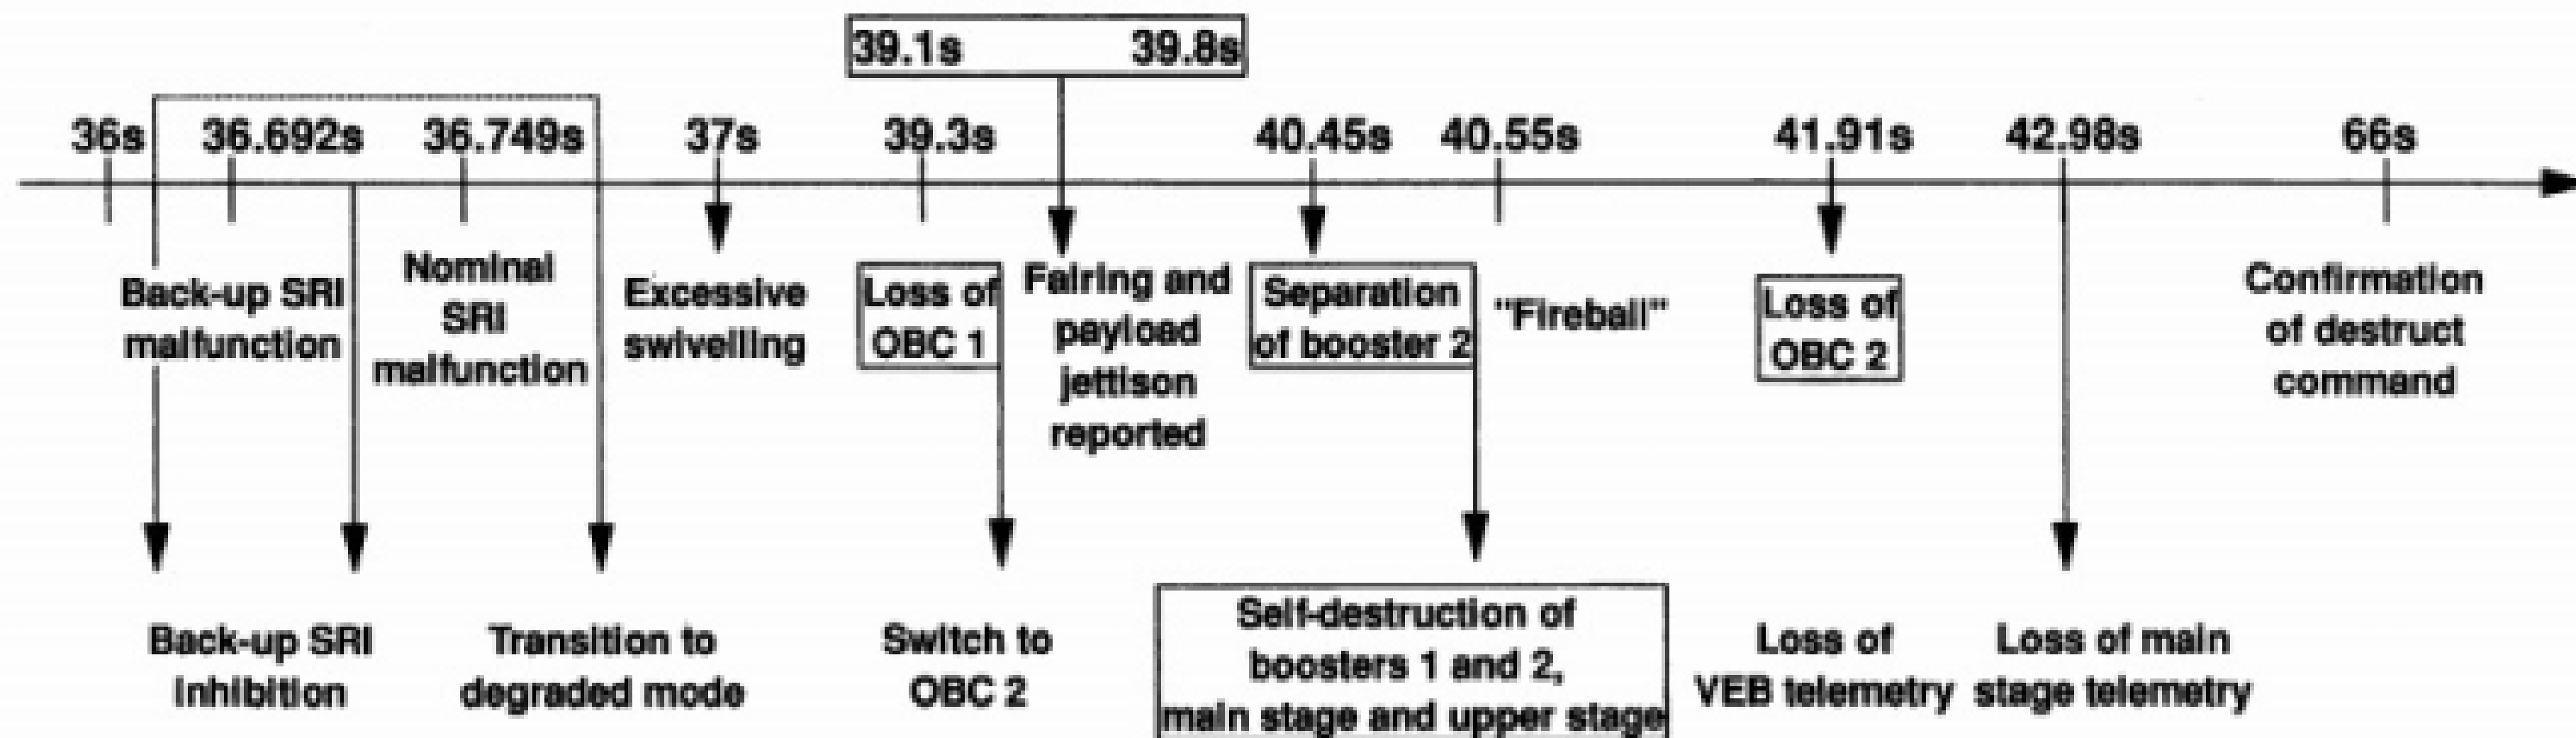 39.1s 39.8s
36s 36.692s 36.749s 37s 39.3s 40.45s 40.55s 41.91s 42.98s 66s
Back-up SRI
malfunction
Nominal
SRI
malfunction
Excessive
swivelling
Loss of
OBC 1
Fairing and
payload
jettison
reported
Separation
of booster 2
"Fireball"
Loss of
OBC 2
Confirmation
of destruct
command
Back-up SRI
inhibition
Transition to
degraded mode
Switch to
OBC 2
Self-destruction of
boosters 1 and 2,
main stage and upper stage
Loss of
VEB telemetry
Loss of main
stage telemetry